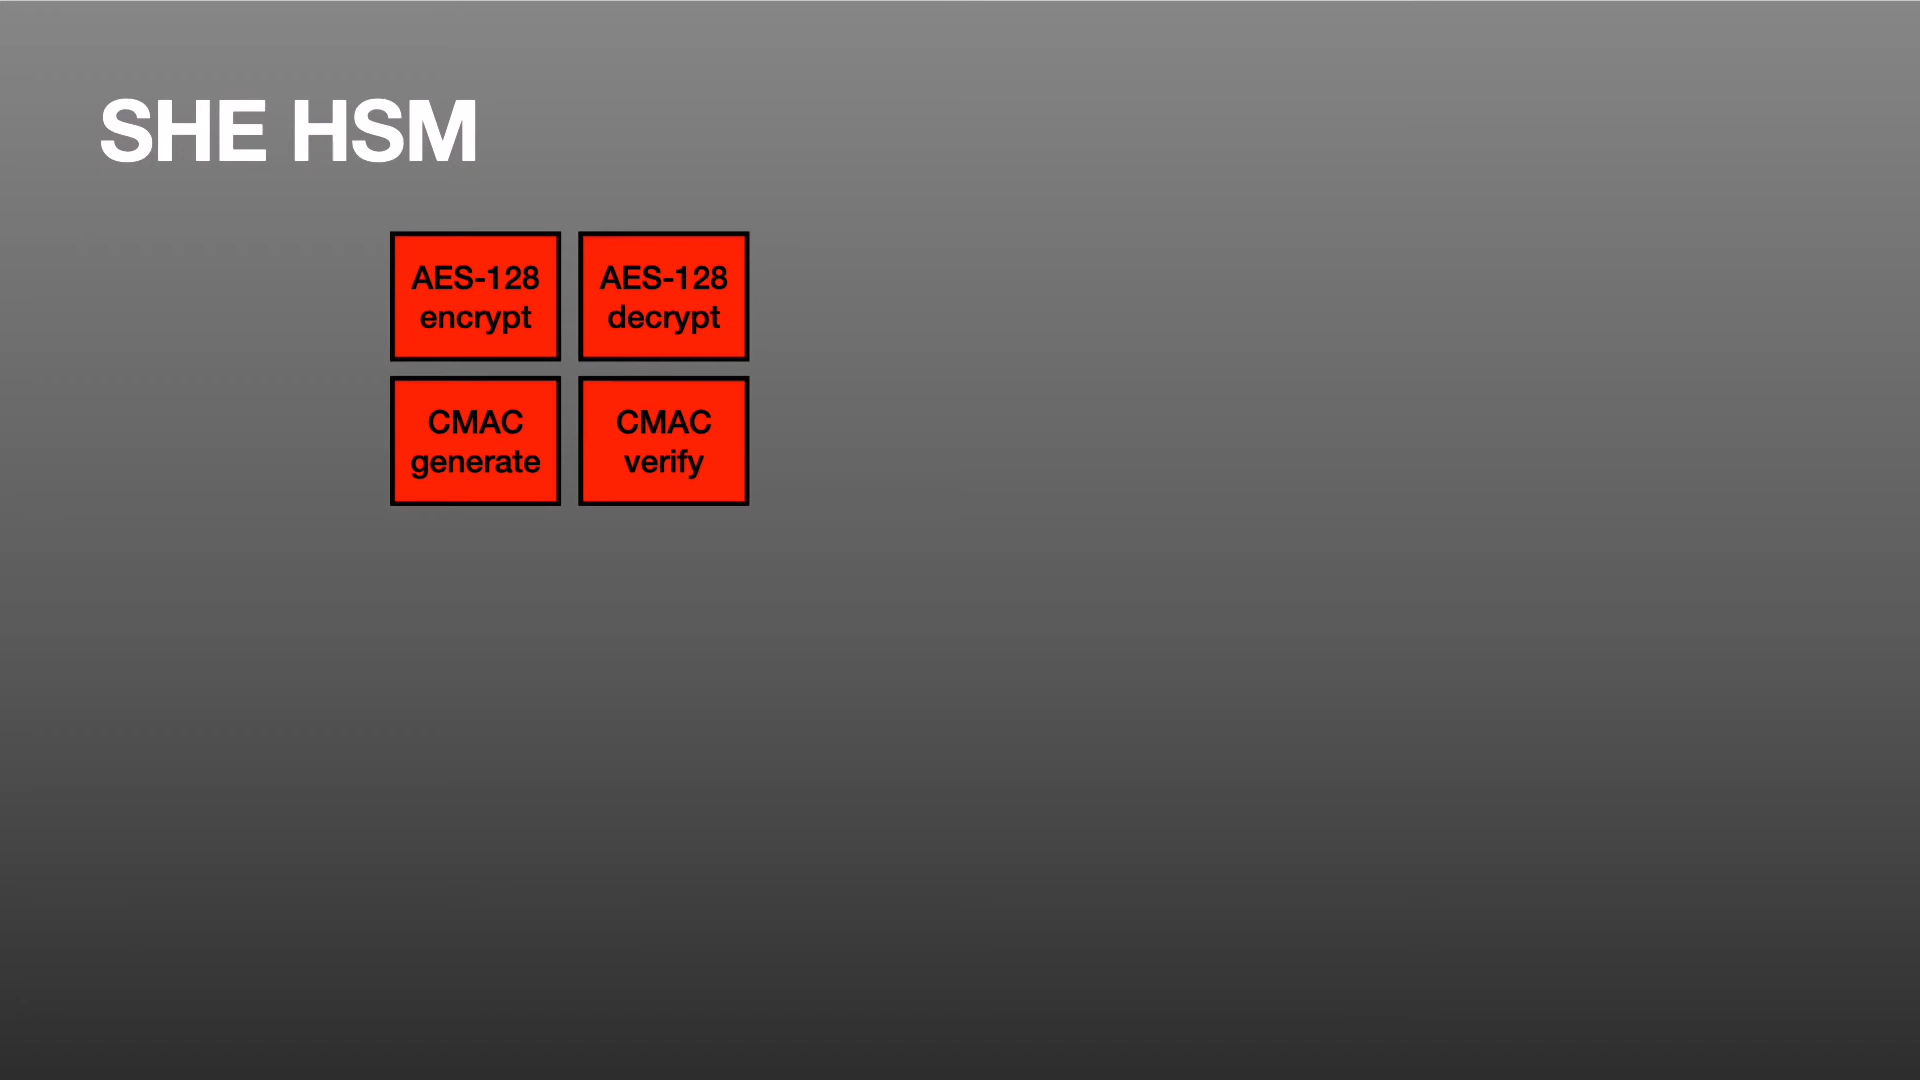 SHE HSM
AES-128
encrypt
AES-128
decrypt
CMAC
generate
CMAC
verify